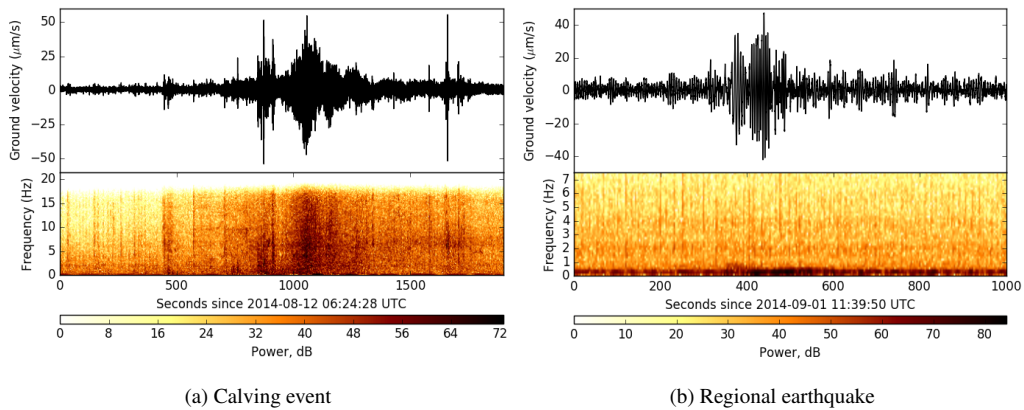 Ground velocity (μm/s)
60
25
0
−25
−50
Frequency (Hz)
20
15
10
5
0
0 500 1000 1500
Seconds since 2014-08-12 06:24:28 UTC
0 8 16 24 32 40 48 56 64 72
Power, dB
(a) Calving event
Ground velocity (μm/s)
40
20
0
−20
−40
Frequency (Hz)
7
6
5
4
3
2
1
0
0 200 400 600 800 1000
Seconds since 2014-09-01 11:39:50 UTC
0 10 20 30 40 50 60 70 80
Power, dB
(b) Regional earthquake